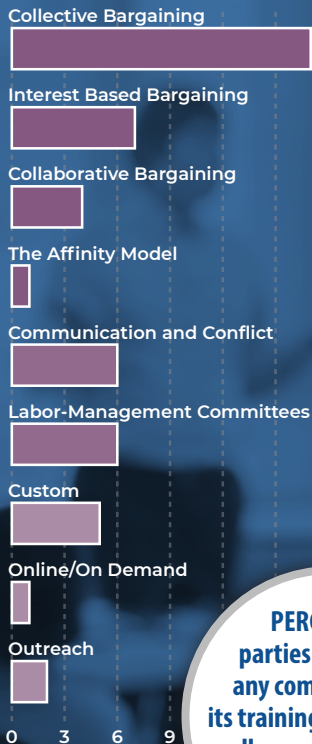 Collective Bargaining
Interest Based Bargaining
Collaborative Bargaining
The Affinity Model
Communication and Conflict
Labor-Management Committees
Custom
Online/On Demand
Outreach
0 3 6 9
parties
any com
its training